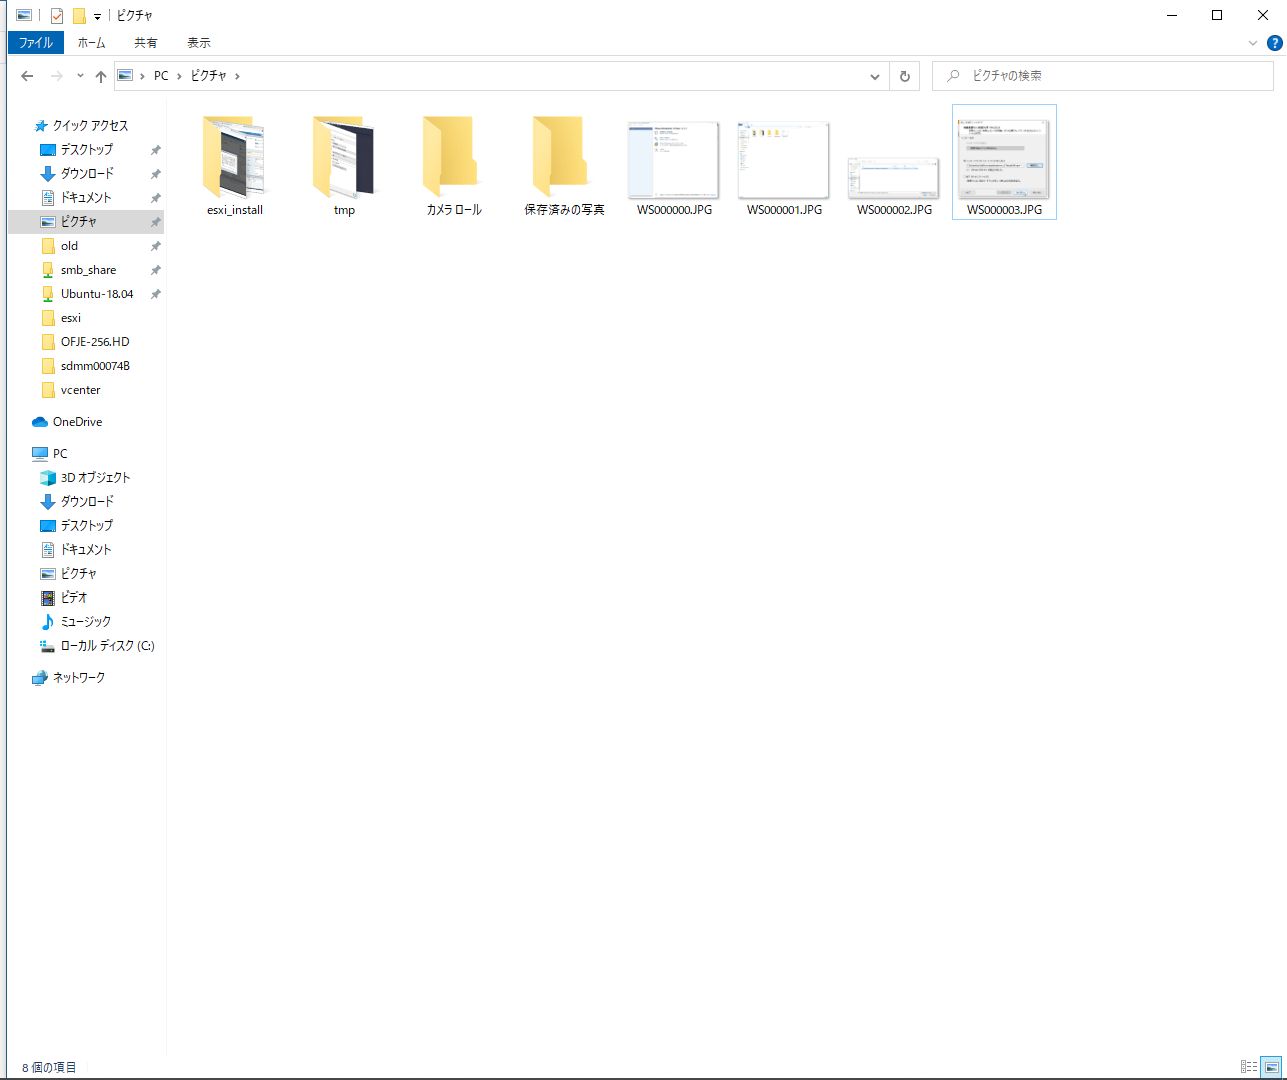 ピクチャ
ファイル
ホーム
共有
表示
PC
ピクチャ
ピクチャの検索
クイック アクセス
デスクトップ
ダウンロード
ドキュメント
ピクチャ
old
smb_share
Ubuntu-18.04
esxi
OFJE-256.HD
sdmm00074B
vcenter
OneDrive
PC
3D オブジェクト
ダウンロード
デスクトップ
ドキュメント
ピクチャ
ビデオ
ミュージック
ローカル ディスク (C:)
ネットワーク
esxi_install
tmp
カメラロール
保存済みの写真
WS000000.JPG
WS000001.JPG
WS000002.JPG
WS000003.JPG
8 個の項目